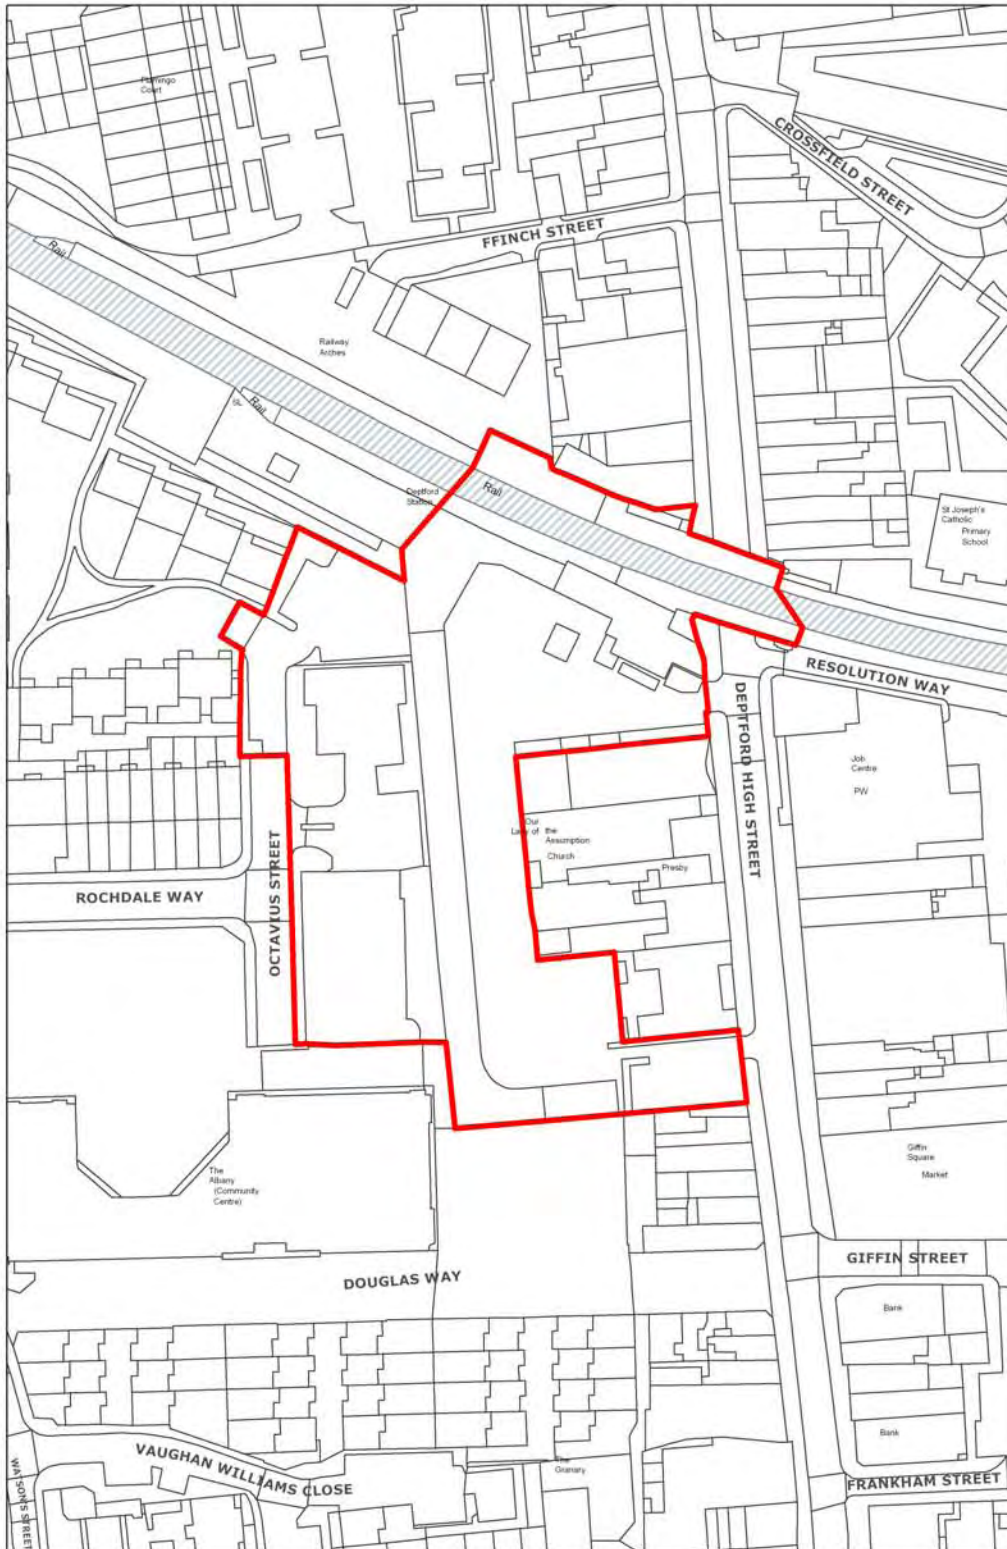 Flamingo
Court
CROSSFIELD STREET
FFINCH STREET
Rail
Railway
Arches
SL
Rail
Deptford
Station
Rail
St Joseph's
Catholic
Primary
School
RESOLUTION WAY
DEPTFORD HIGH STREET
Job
Centre
PW
Our
Lady of
the
Assumption
Church
Presby
OCTAVIUS STREET
ROCHDALE WAY
The
Albany
(Community
Centre)
Giffin
Square
Market
GIFFIN STREET
DOUGLAS WAY
Bank
Bank
VAUGHAN WILLIAMS CLOSE
WATSON'S STREET
The
Granary
FRANKHAM STREET